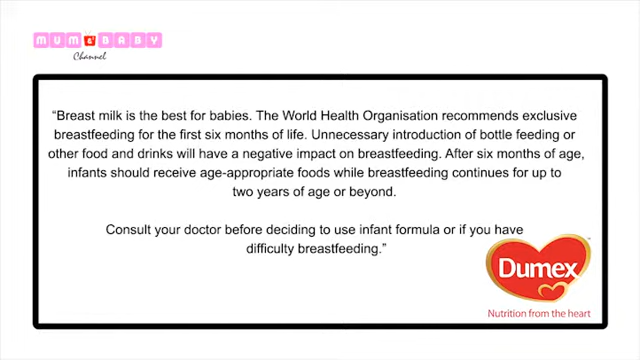 MUM & BABY
Channel
“Breast milk is the best for babies. The World Health Organisation recommends exclusive
breastfeeding for the first six months of life. Unnecessary introduction of bottle feeding or
other food and drinks will have a negative impact on breastfeeding. After six months of age,
infants should receive age-appropriate foods while breastfeeding continues for up to
two years of age or beyond.
Consult your doctor before deciding to use infant formula or if you have
difficulty breastfeeding.”
Dumex
Nutrition from the heart